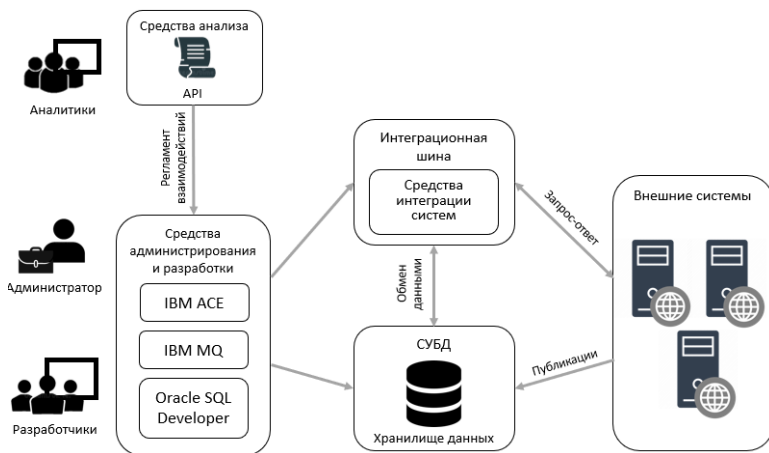 Средства анализа
API
Аналитики
Регламент
взаимодействий
Интеграционная
шина
Средства
интеграции
систем
Запрос-ответ
Внешние системы
Средства
администрирования
и разработки
Администратор
IBM ACE
IBM MQ
Oracle SQL
Developer
Обмен
данными
СУБД
Хранилище данных
Публикации
Разработчики